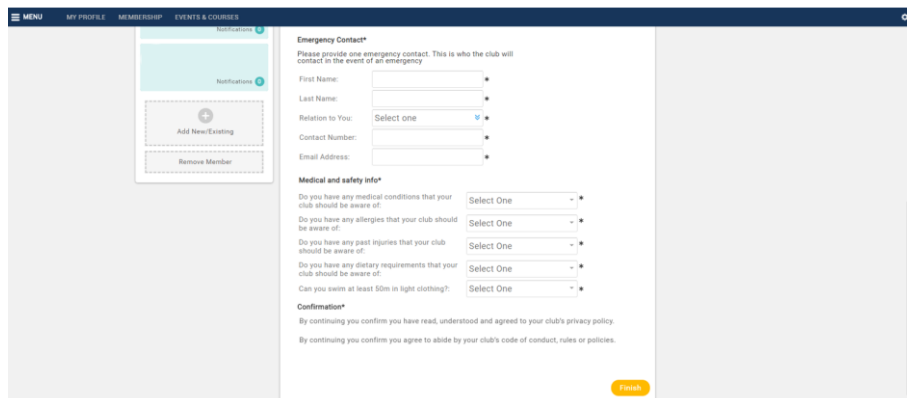 MENU MY PROFILE MEMBERSHIP EVENTS & COURSES
Notifications 0
Notifications 0
Add New/Existing
Remove Member
Emergency Contact*
Please provide one emergency contact. This is who the club will
contact in the event of an emergency
First Name: *
Last Name: *
Relation to You: Select one *
Contact Number: *
Email Address: *
Medical and safety info*
Do you have any medical conditions that your
club should be aware of: Select One *
Do you have any allergies that your club should
be aware of: Select One *
Do you have any past injuries that your club
should be aware of: Select One *
Do you have any dietary requirements that your
club should be aware of: Select One *
Can you swim at least 50m in light clothing?: Select One *
Confirmation*
By continuing you confirm you have read, understood and agreed to your club's privacy policy.
By continuing you confirm you agree to abide by your club's code of conduct, rules or policies.
Finish